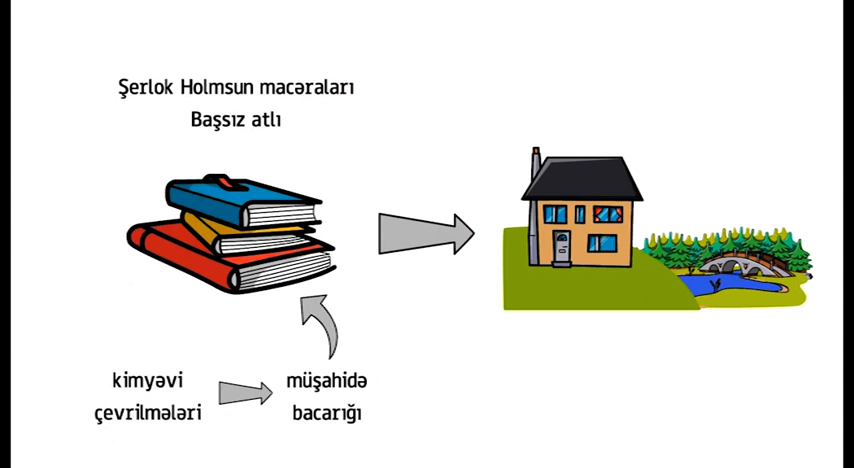 Şerlok Holmsun macəraları
Başsız atlı
kimyəvi
çevrilmələri
müşahidə
bacarığı